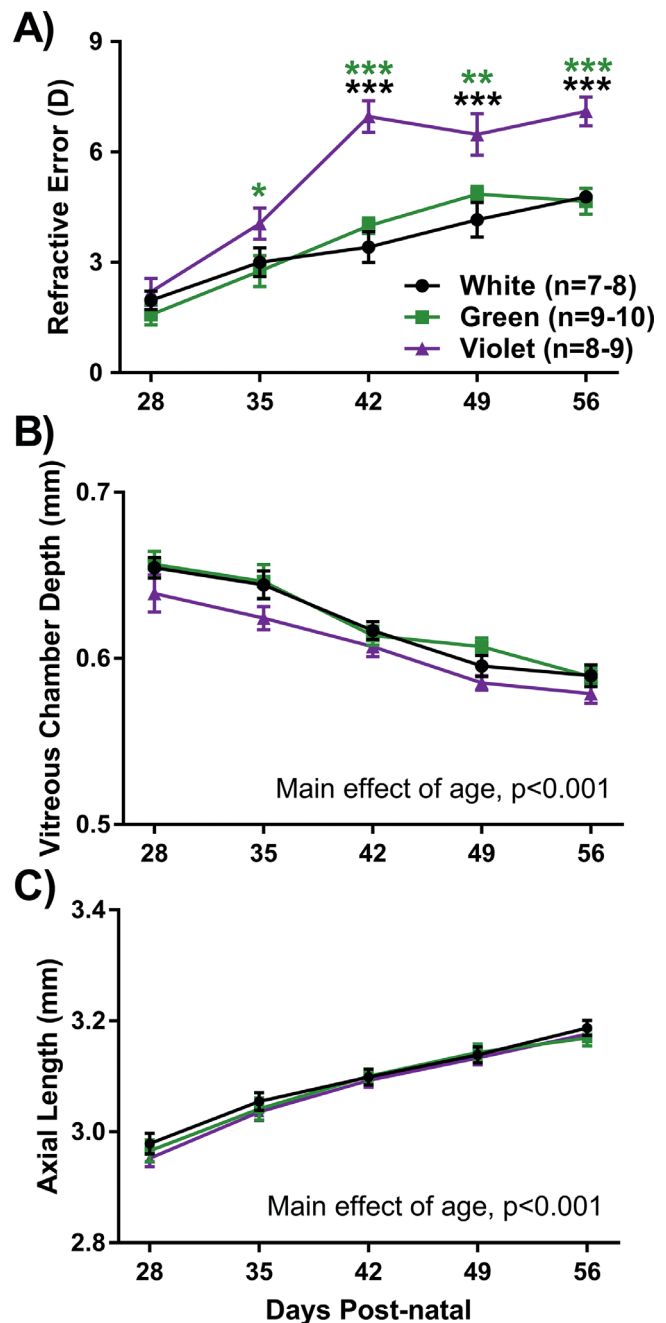 A)
Refractive Error (D)
9
6
3
0
***
***
*
**
***
***
***
White (n=7-8)
Green (n=9-10)
Violet (n=8-9)
28 35 42 49 56
B)
Vitreous Chamber Depth (mm)
0.7
0.6
0.5
Main effect of age, p<0.001
28 35 42 49 56
C)
Axial Length (mm)
3.4
3.2
3.0
2.8
Main effect of age, p<0.001
28 35 42 49 56
Days Post-natal